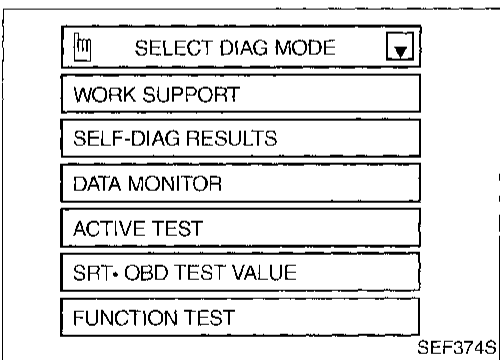 SELECT DIAG MODE
WORK SUPPORT
SELF-DIAG RESULTS
DATA MONITOR
ACTIVE TEST
SRT• OBD TEST VALUE
FUNCTION TEST
SEF374S